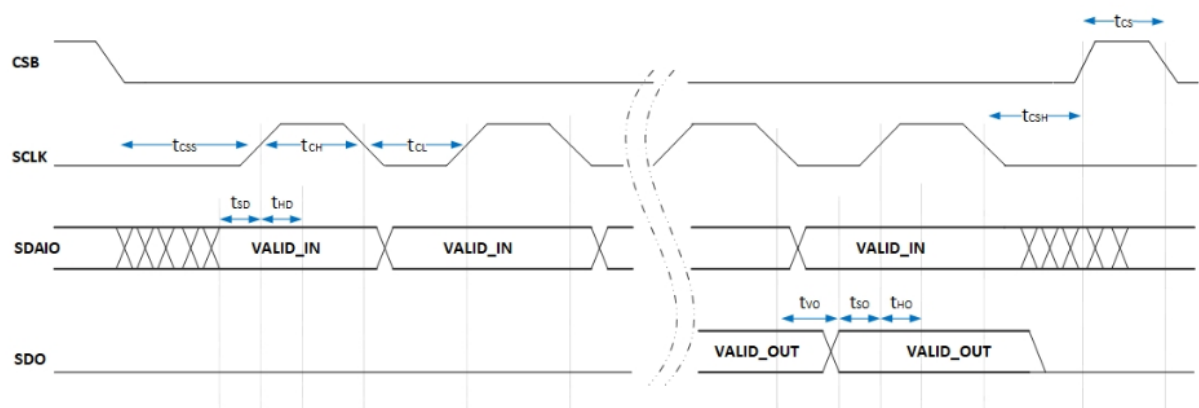 tCS
CSB
tCSS
tCH
tCL
tCSH
SCLK
tSD
tHD
SDAIO
VALID_IN
VALID_IN
VALID_IN
tVO
tSO
tHO
SDO
VALID_OUT
VALID_OUT